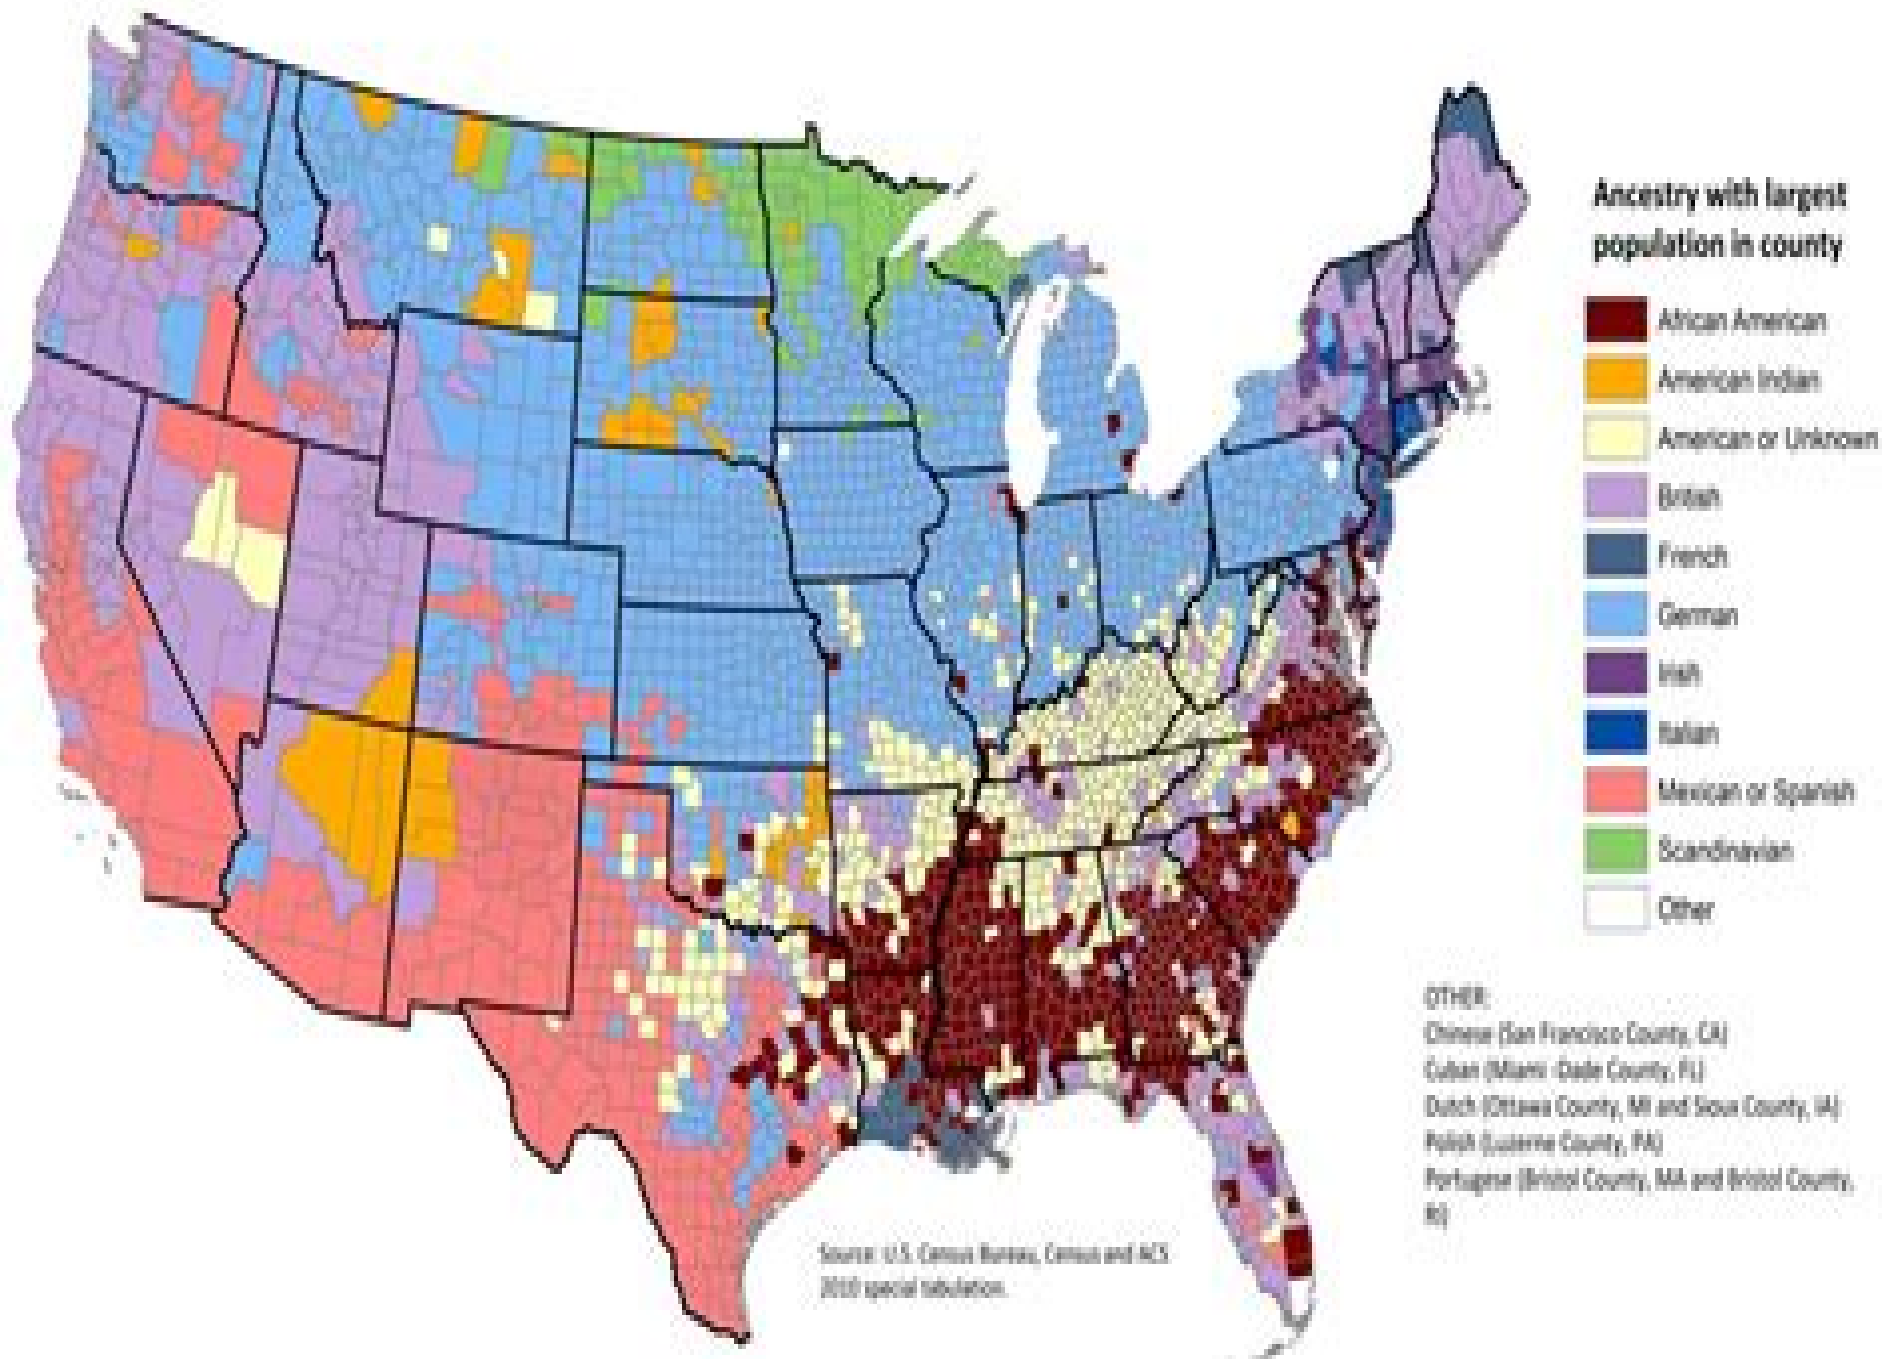 Ancestry with largest
population in county
African American
American Indian
American or Unknown
British
French
German
Irish
Italian
Mexican or Spanish
Scandinavian
Other
OTHER:
Chinese (San Francisco County, CA)
Cuban (Miami Dade County, FL)
Dutch (Ottawa County, MI and Sioux County, IA)
Polish (Luzerne County, PA)
Portugese (Bristol County, MA and Bristol County,
RI)
Source: U.S. Census Bureau, Census and ACS
2010 special tabulation.